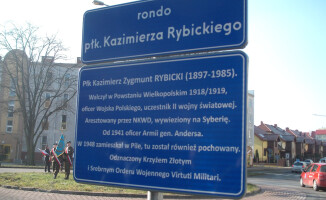 rondo
płk. Kazimierza Rybickiego
Płk Kazimierz Zygmunt RYBICKI (1897-1985).
Walczył w Powstaniu Wielkopolskim 1918/1919,
oficer Wojska Polskiego, uczestnik II wojny światowej.
Aresztowany przez NKWD, wywieziony na Syberię.
Od 1941 oficer Armii gen. Andersa.
W 1948 zamieszkał w Pile, tu został również pochowany.
Odznaczony Krzyżem Złotym
i Srebrnym Orderu Wojennego Virtuti Militari.